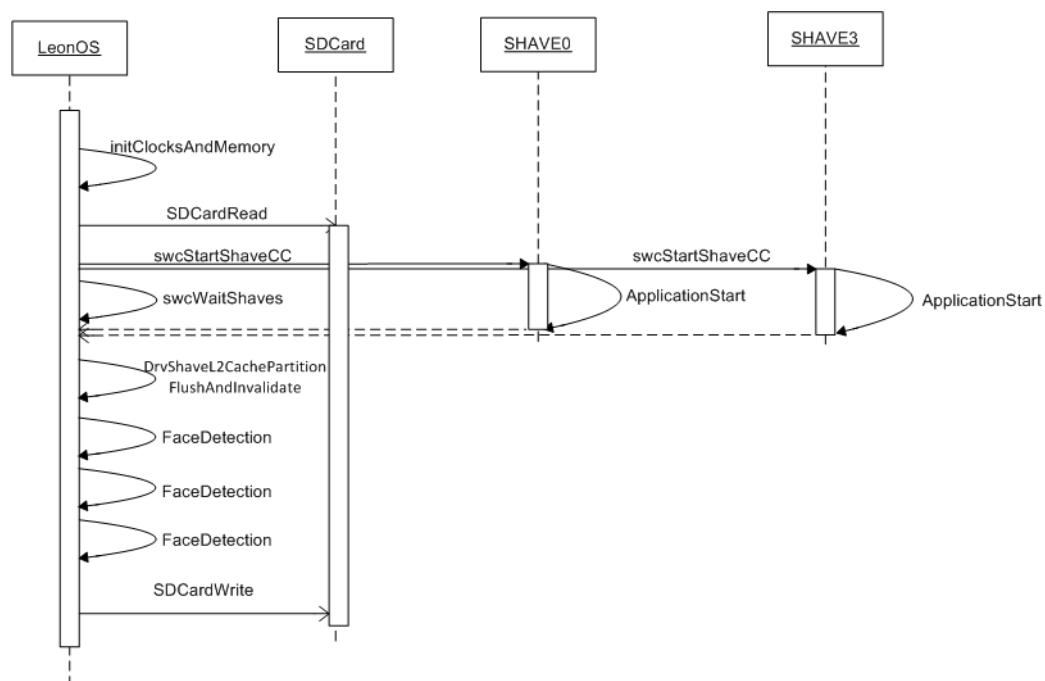 LeonOS
SDCard
SHAVE0
SHAVE3
initClocksAndMemory
SDCardRead
swcStartShaveCC
swcStartShaveCC
swcWaitShaves
ApplicationStart
ApplicationStart
DrvShaveL2CachePartition
FlushAndInvalidate
FaceDetection
FaceDetection
FaceDetection
SDCardWrite